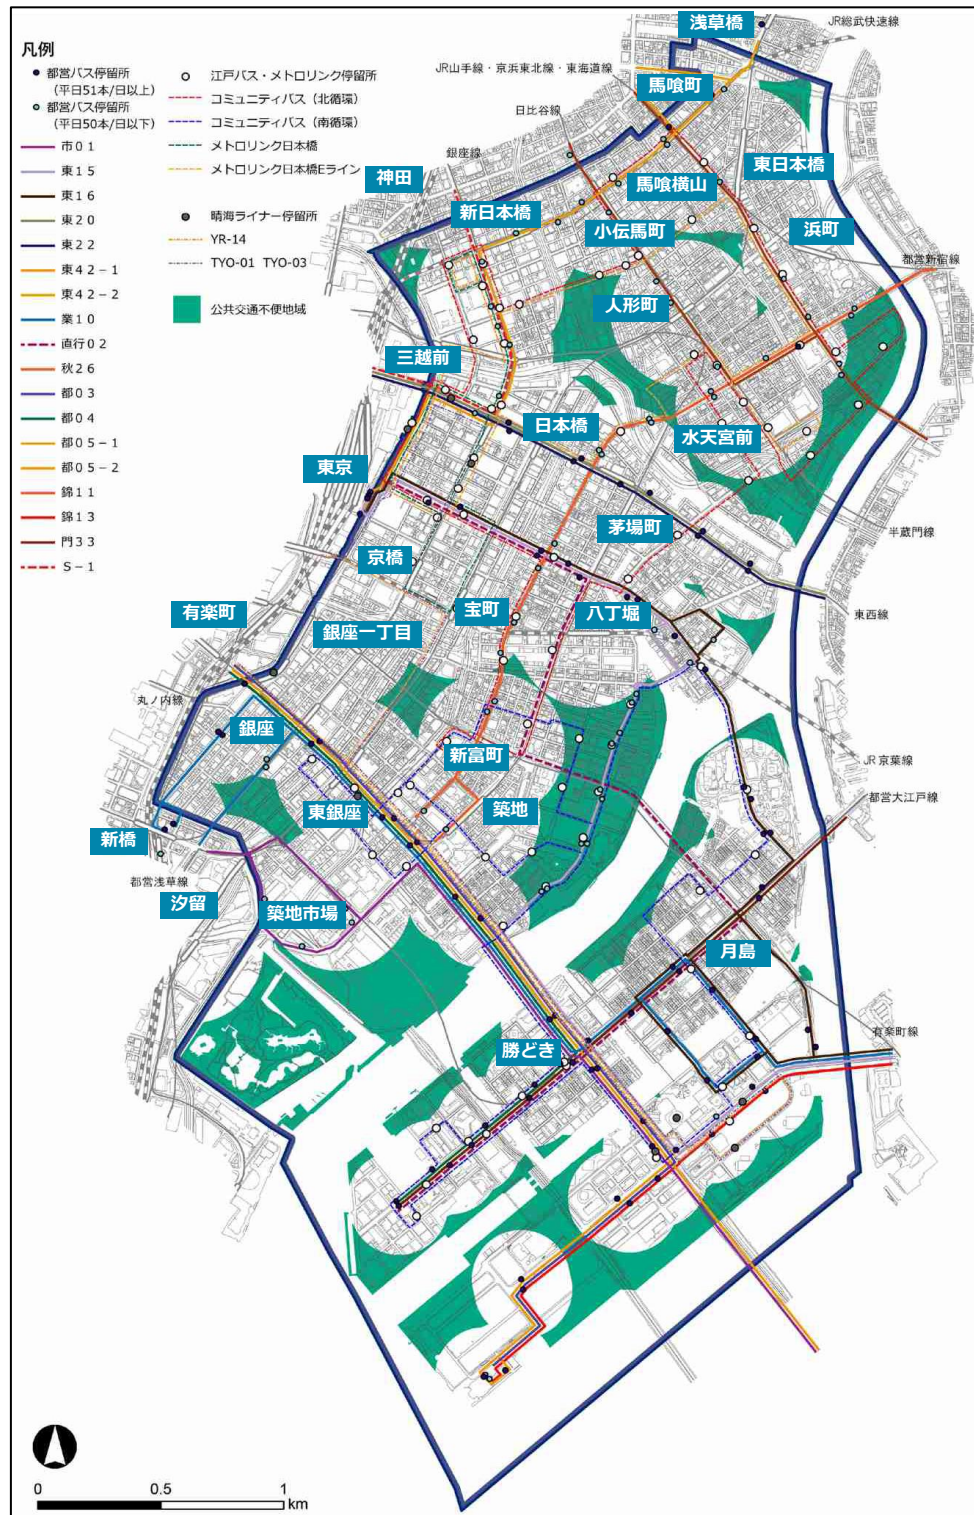 凡例
都営バス停留所
(平日51本/日以上)
都営バス停留所
(平日50本/日以下)
市01
東15
東16
東20
東22
東42-1
東42-2
業10
直行02
秋26
都03
都04
都05-1
都05-2
錦11
錦13
門33
S-1
江戸バス・メトロリンク停留所
コミュニティバス (北循環)
コミュニティバス (南循環)
メトロリンク日本橋
メトロリンク日本橋Eライン
晴海ライナー停留所
YR-14
TYO-01 TYO-03
公共交通不便地域
浅草橋
JR総武快速線
JR山手線・京浜東北線・東海道線
馬喰町
日比谷線
銀座線
東日本橋
神田
馬喰横山
新日本橋
小伝馬町
浜町
都営新宿線
人形町
三越前
日本橋
水天宮前
東京
茅場町
半蔵門線
京橋
宝町
八丁堀
東西線
有楽町
銀座一丁目
丸ノ内線
銀座
新富町
JR京葉線
東銀座
築地
都営大江戸線
新橋
都営浅草線
汐留
築地市場
月島
有楽町線
勝どき
0
0.5
1
km